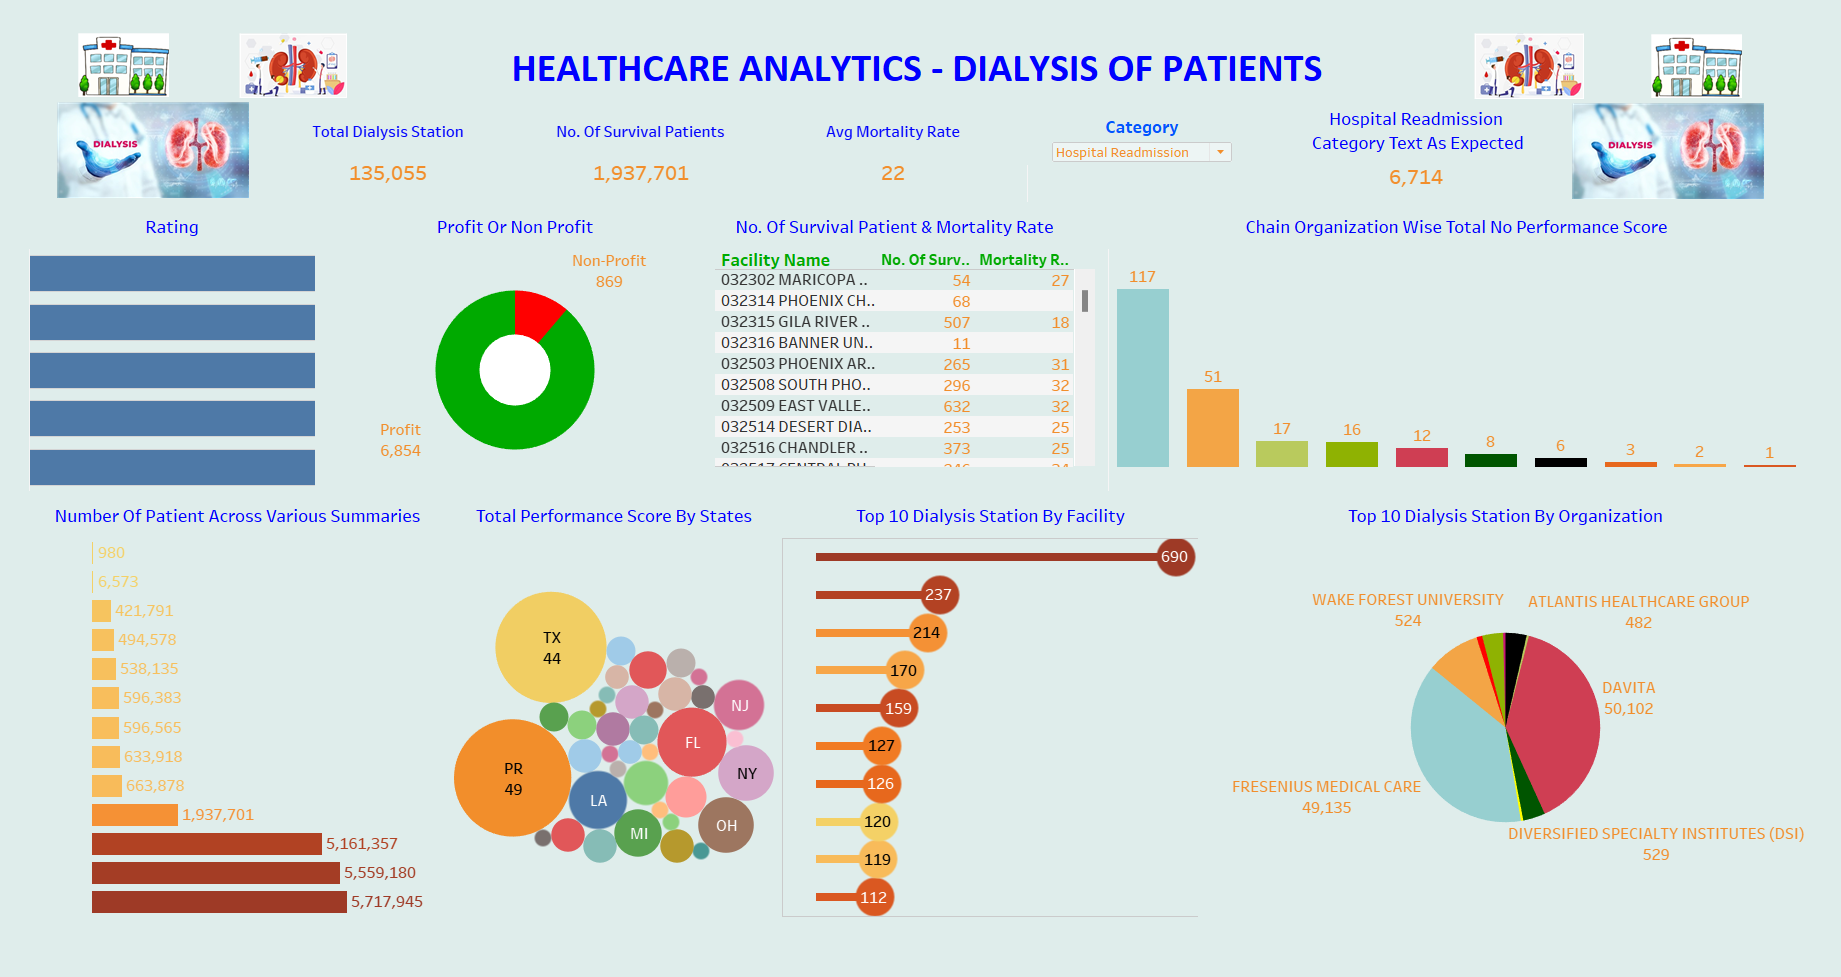 HEALTHCARE ANALYTICS - DIALYSIS OF PATIENTS
DIALYSIS
Total Dialysis Station
135,055
No. Of Survival Patients
1,937,701
Avg Mortality Rate
22
Category
Hospital Readmission
Hospital Readmission
Category Text As Expected
6,714
DIALYSIS
Rating
Profit Or Non Profit
Non-Profit
869
Profit
6,854
No. Of Survival Patient & Mortality Rate
Facility Name No. Of Surv.. Mortality R..
032302 MARICOPA .. 54 27
032314 PHOENIX CH.. 68
032315 GILA RIVER .. 507 18
032316 BANNER UN.. 11
032503 PHOENIX AR.. 265 31
032508 SOUTH PHO.. 296 32
032509 EAST VALLE.. 632 32
032514 DESERT DIA.. 253 25
032516 CHANDLER .. 373 25
Chain Organization Wise Total No Performance Score
117
51
17
16
12
8
6
3
2
1
Number Of Patient Across Various Summaries
980
6,573
421,791
494,578
538,135
596,383
596,565
633,918
663,878
1,937,701
5,161,357
5,559,180
5,717,945
Total Performance Score By States
TX
44
NJ
FL
PR
49
NY
LA
MI
OH
Top 10 Dialysis Station By Facility
690
237
214
170
159
127
126
120
119
112
Top 10 Dialysis Station By Organization
WAKE FOREST UNIVERSITY
524
ATLANTIS HEALTHCARE GROUP
482
DAVITA
50,102
FRESENIUS MEDICAL CARE
49,135
DIVERSIFIED SPECIALTY INSTITUTES (DSI)
529